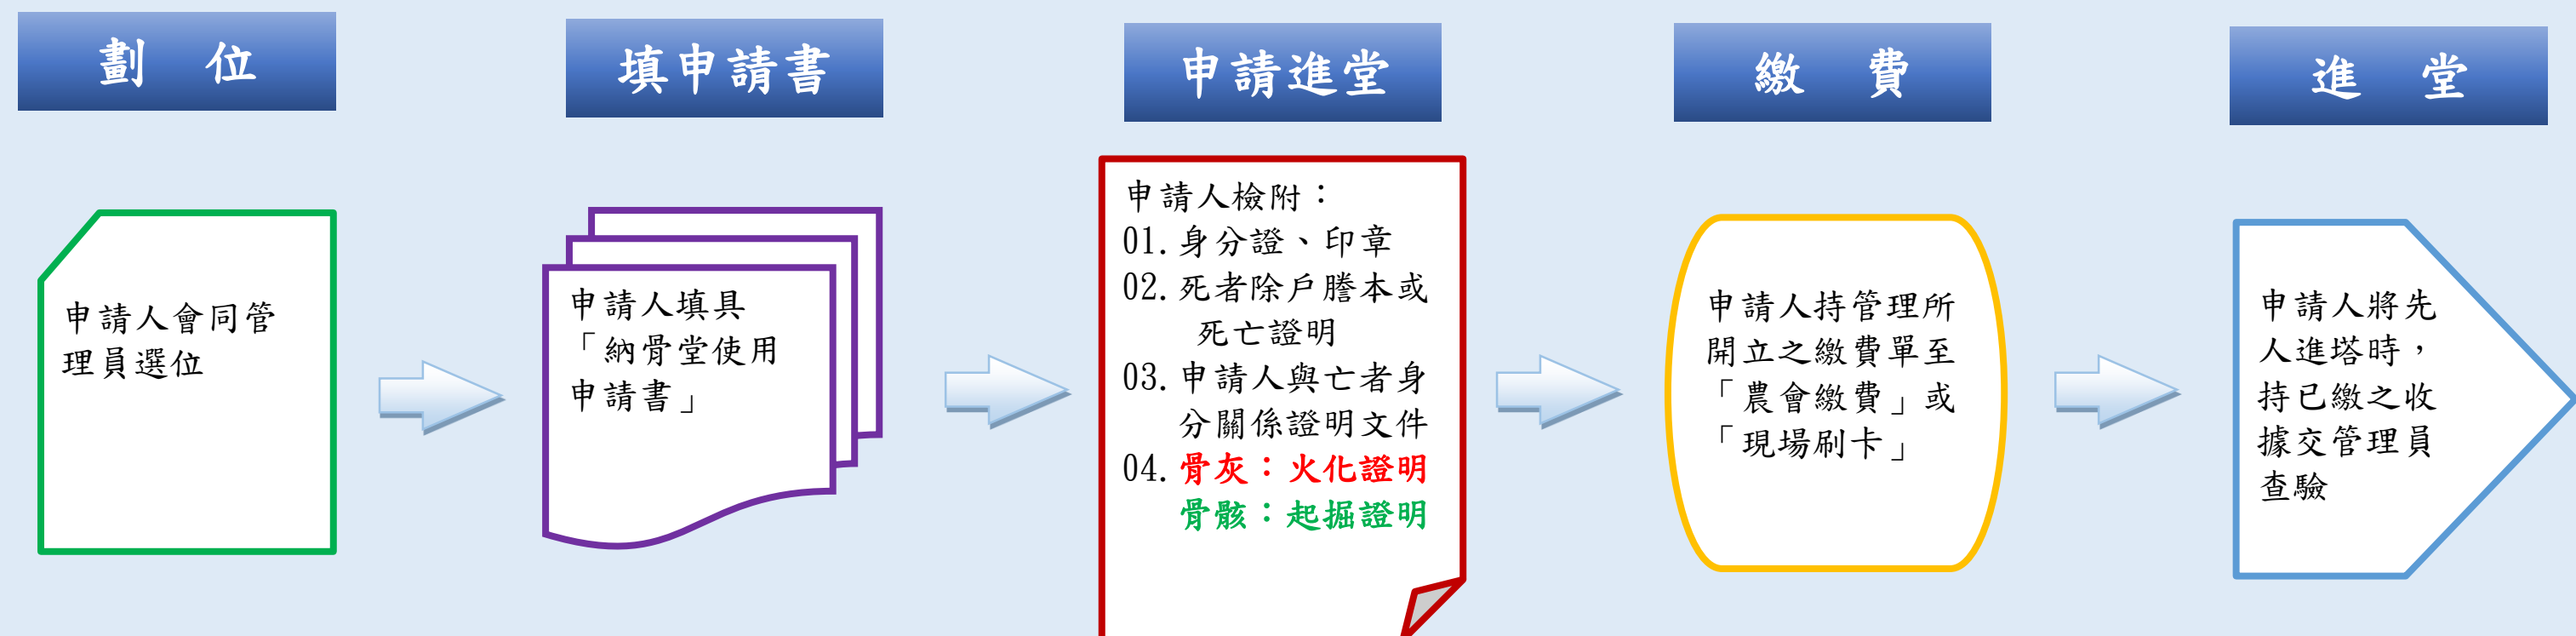 劃　位
填申請書
申請進堂
繳　費
進　堂
申請人會同管
理員選位
申請人填具
「納骨堂使用
申請書」
申請人檢附：
01.身分證、印章
02.死者除戶謄本或
死亡證明
03.申請人與亡者身
分關係證明文件
04.骨灰：火化證明
骨骸：起掘證明
申請人持管理所
開立之繳費單至
「農會繳費」或
「現場刷卡」
申請人將先
人進塔時，
持已繳之收
據交管理員
查驗